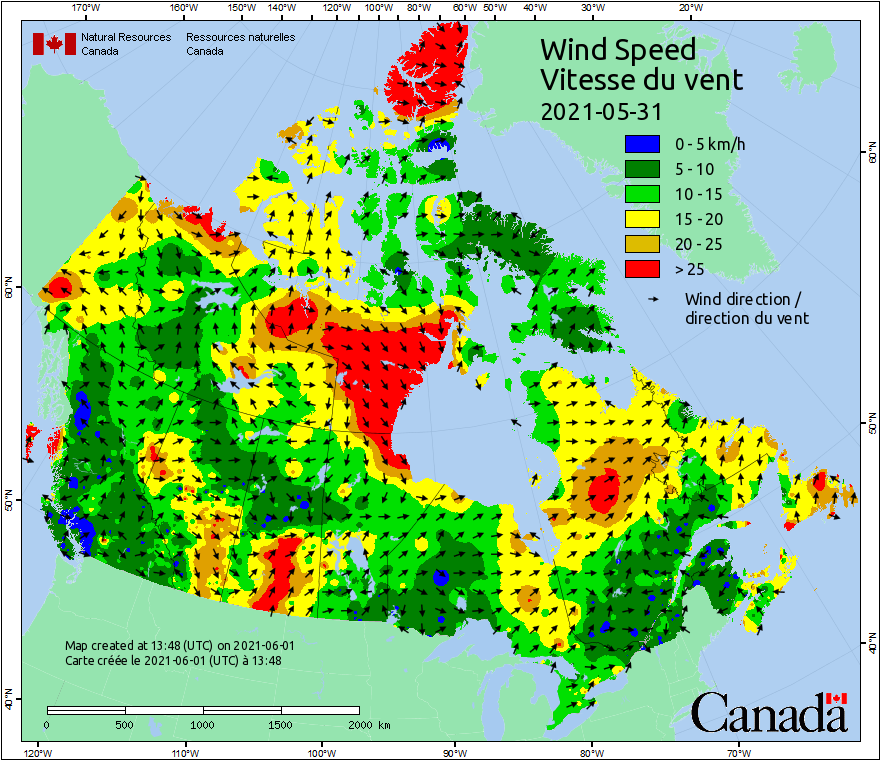 170°W 160°W 150°W 140°W 120°W 100°W 80°W 60°W 50°W 40°W 30°W 20°W
Natural Resources Canada
Ressources naturelles Canada
Wind Speed
Vitesse du vent
2021-05-31
0 - 5 km/h
5 - 10
10 - 15
15 - 20
20 - 25
> 25
Wind direction /
direction du vent
60°N
50°N
40°N
60°N
50°N
40°N
Map created at 13:48 (UTC) on 2021-06-01
Carte créée le 2021-06-01 (UTC) à 13:48
0 500 1000 1500 2000 km
Canada
120°W 110°W 100°W 90°W 80°W 70°W